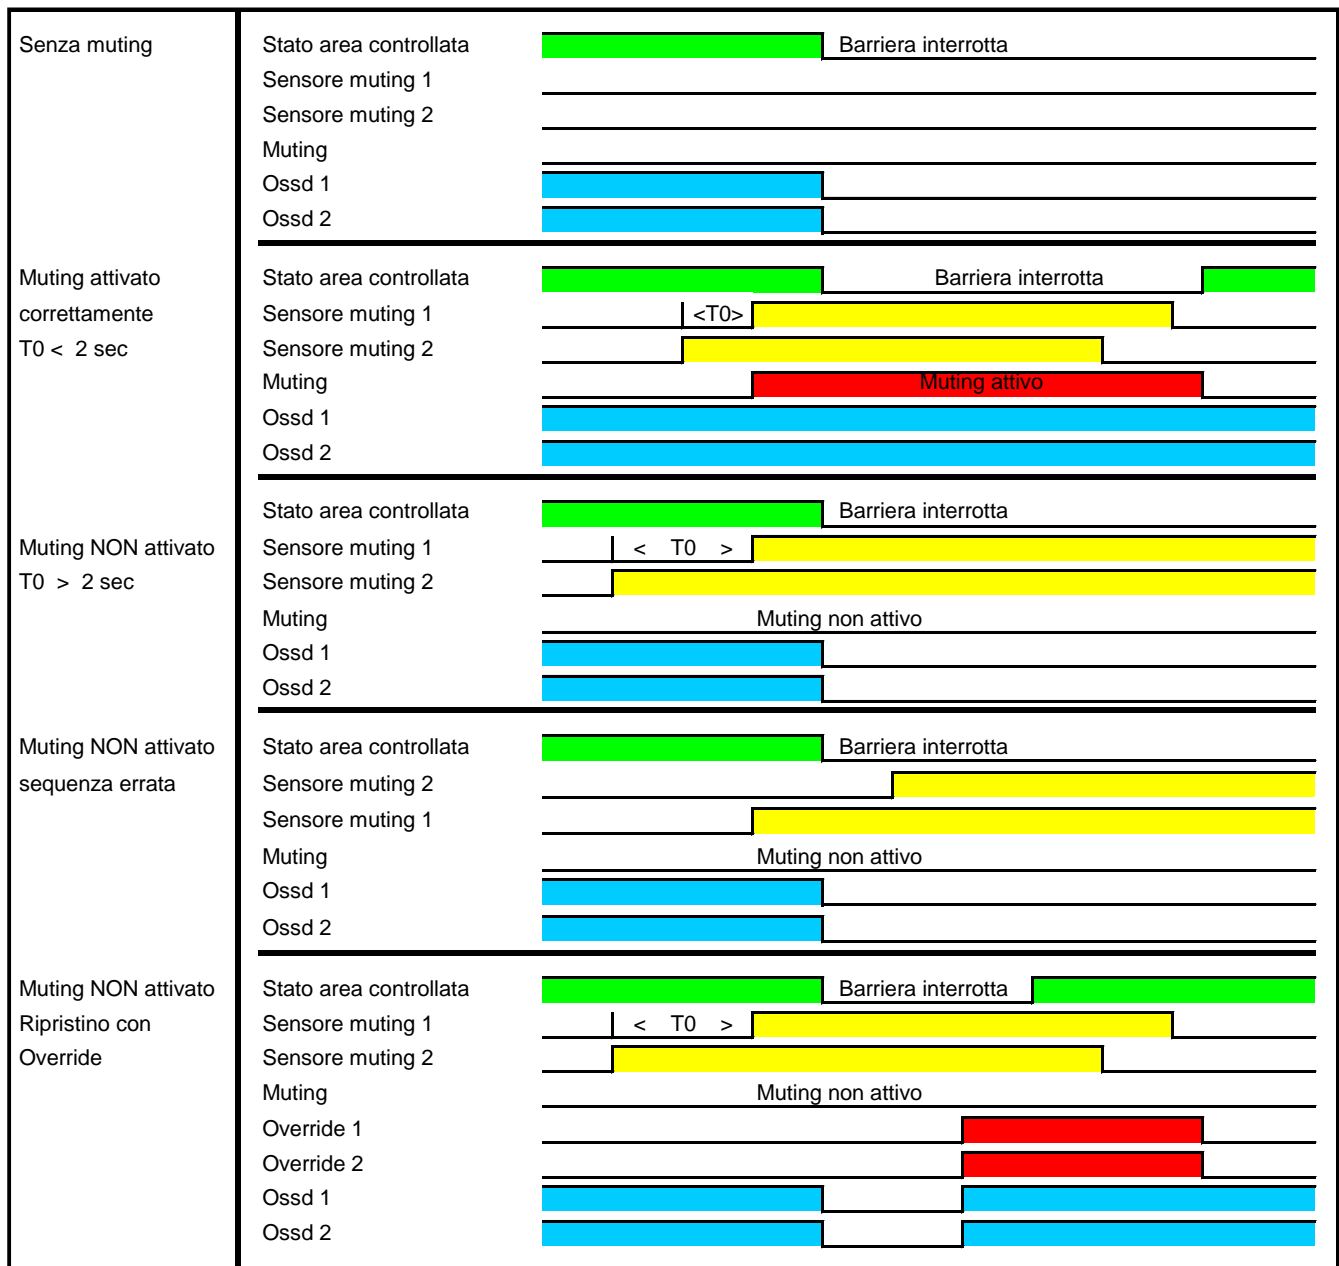 Senza muting
Stato area controllata
Barriera interrotta
Sensore muting 1
Sensore muting 2
Muting
Ossd 1
Ossd 2
Muting attivato
Stato area controllata
Barriera interrotta
correttamente
Sensore muting 1
<T0>
T0 < 2 sec
Sensore muting 2
Muting
Muting attivo
Ossd 1
Ossd 2
Stato area controllata
Barriera interrotta
Muting NON attivato
Sensore muting 1
< T0 >
T0 > 2 sec
Sensore muting 2
Muting
Muting non attivo
Ossd 1
Ossd 2
Muting NON attivato
Stato area controllata
Barriera interrotta
sequenza errata
Sensore muting 2
Sensore muting 1
Muting
Muting non attivo
Ossd 1
Ossd 2
Muting NON attivato
Stato area controllata
Barriera interrotta
Ripristino con
Sensore muting 1
< T0 >
Override
Sensore muting 2
Muting
Muting non attivo
Override 1
Override 2
Ossd 1
Ossd 2